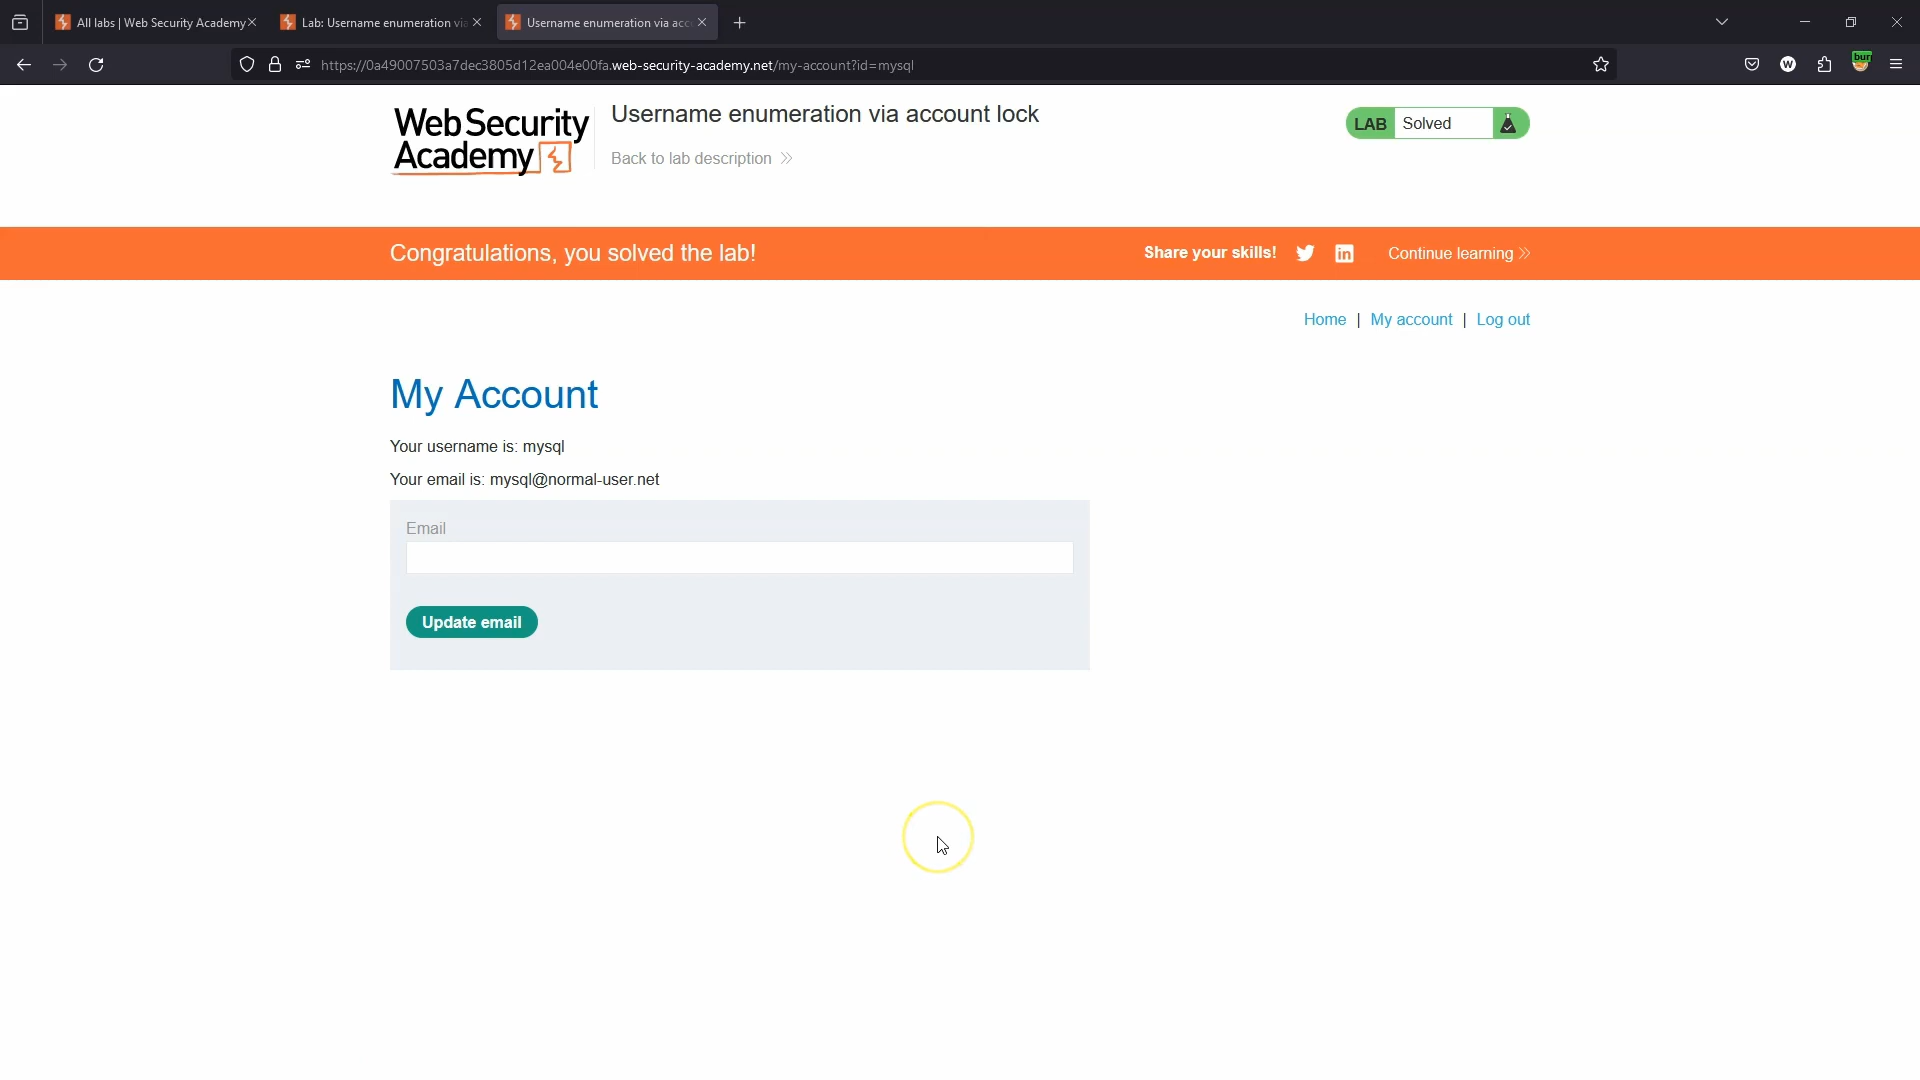 All labs | Web Security Academy
Lab: Username enumeration via
Username enumeration via acc
https://0a49007503a7dec3805d12ea004e00fa.web-security-academy.net/my-account?id=mysql
W
bur
Web Security
Academy
Username enumeration via account lock
Back to lab description
LAB Solved
Congratulations, you solved the lab!
Share your skills!
in
Continue learning
Home | My account | Log out
My Account
Your username is: mysql
Your email is: mysql@normal-user.net
Email
Update email